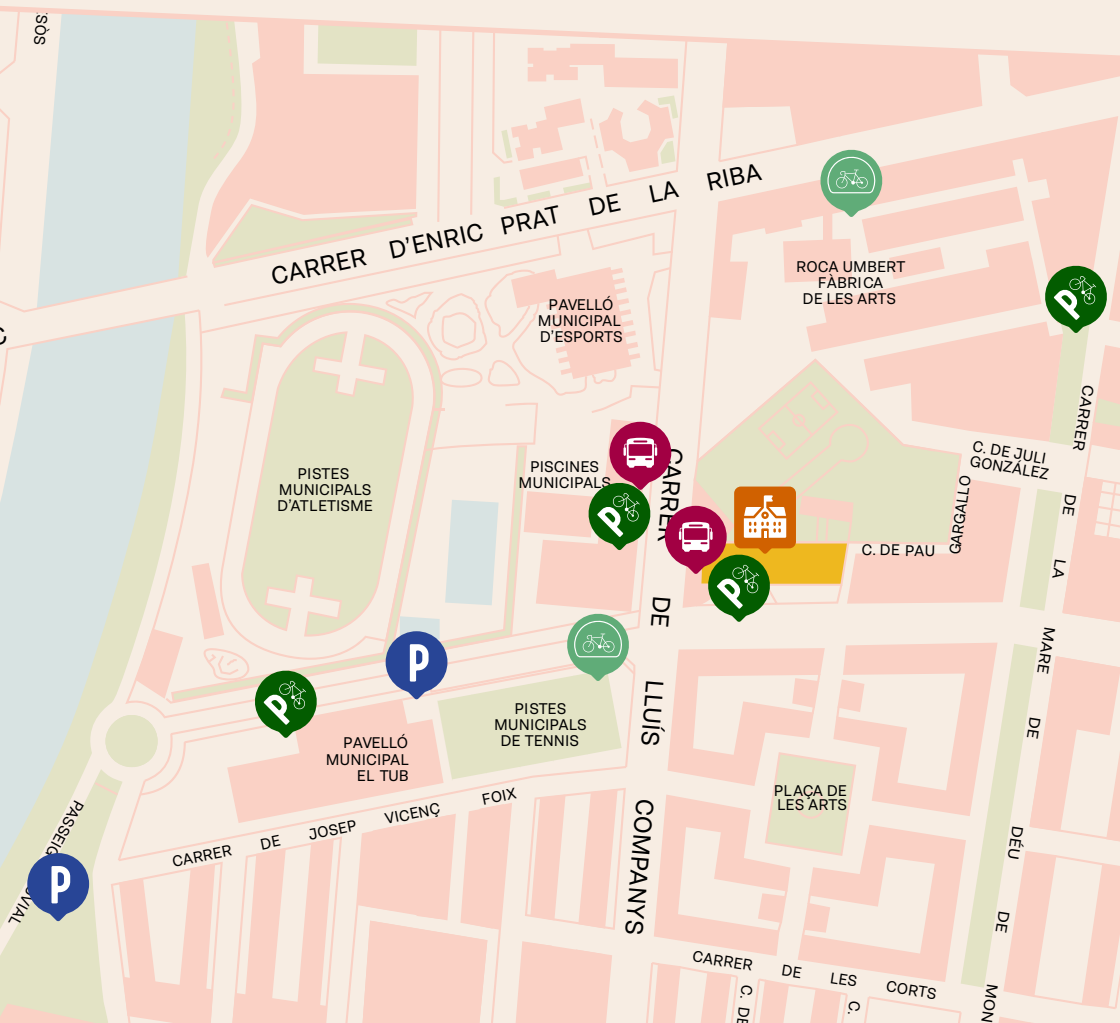 SÒS
CARRER D'ENRIC PRAT DE LA RIBA
ROCA UMBERT
FÀBRICA
DE LES ARTS
PAVELLÓ
MUNICIPAL
D'ESPORTS
P
CARRER DE LA MARE DE DÉU DE MON
C. DE JULI
GONZÁLEZ
PISCINES
MUNICIPALS
PISTES
MUNICIPALS
D'ATLETISME
GARGALLO
C. DE PAU
P
P
CARRER DE LLUÍS COMPANYS
P
P
PISTES
MUNICIPALS
DE TENNIS
PAVELLÓ
MUNICIPAL
EL TUB
PLAÇA DE
LES ARTS
CARRER DE JOSEP VICENÇ FOIX
PASSEIG
OVIAL
P
CARRER DE LES CORTS
C. DE
C.